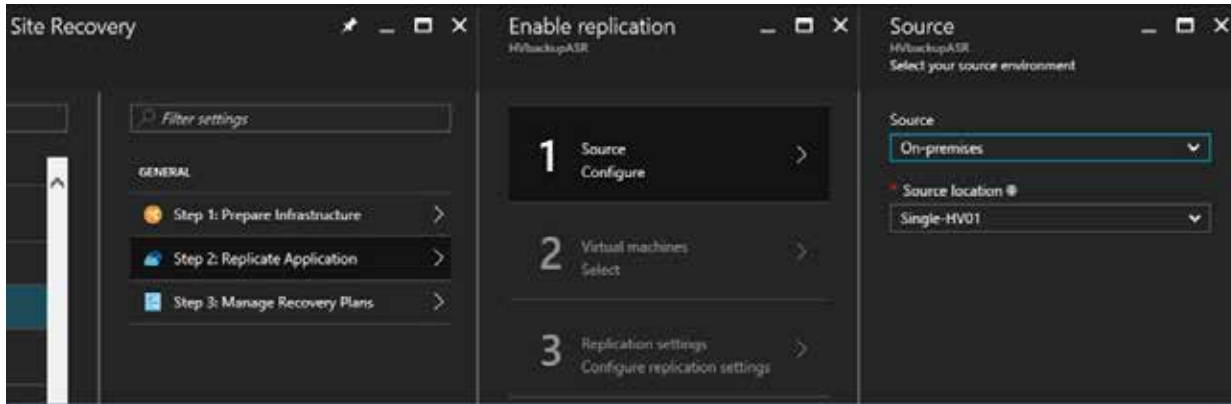 Site Recovery
Filter settings
GENERAL
Step 1: Prepare Infrastructure
Step 2: Replicate Application
Step 3: Manage Recovery Plans
Enable replication
HVbackupASR
1
Source
Configure
2
Virtual machines
Select
3
Replication settings
Configure replication settings
Source
HVbackupASR
Select your source environment
Source
On-premises
* Source location
Single-HV01